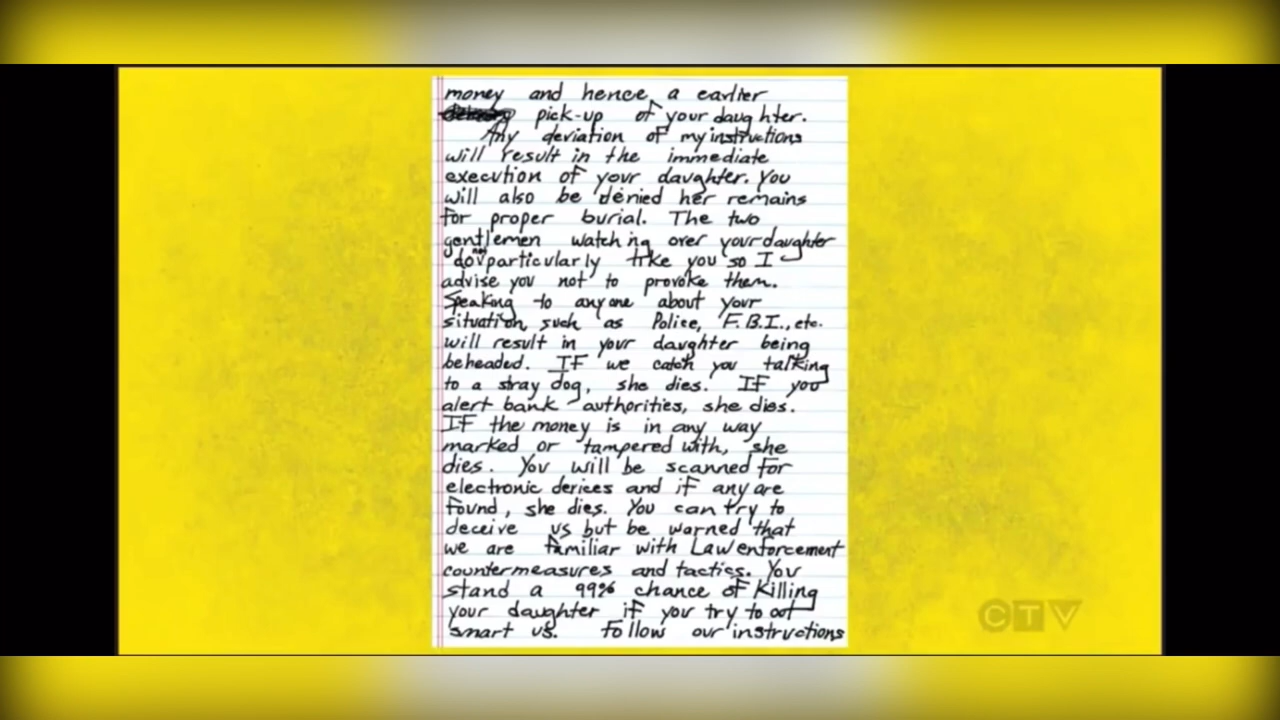 money and hence a earlier
pick-up of your daughter.
Any deviation of my instructions
will result in the immediate
execution of your daughter. You
will also be denied her remains
for proper burial. The two
gentlemen watching over your daughter
do not particularly like you so I
advise you not to provoke them.
Speaking to anyone about your
situation, such as Police, F.B.I., etc.
will result in your daughter being
beheaded. If we catch you talking
to a stray dog, she dies. If you
alert bank authorities, she dies.
If the money is in any way
marked or tampered with, she
dies. You will be scanned for
electronic devices and if any are
found, she dies. You can try to
deceive us but be warned that
we are familiar with Law enforcement
countermeasures and tactics. You
stand a 99% chance of killing
your daughter if you try to out
smart us. Follow our instructions
CTV